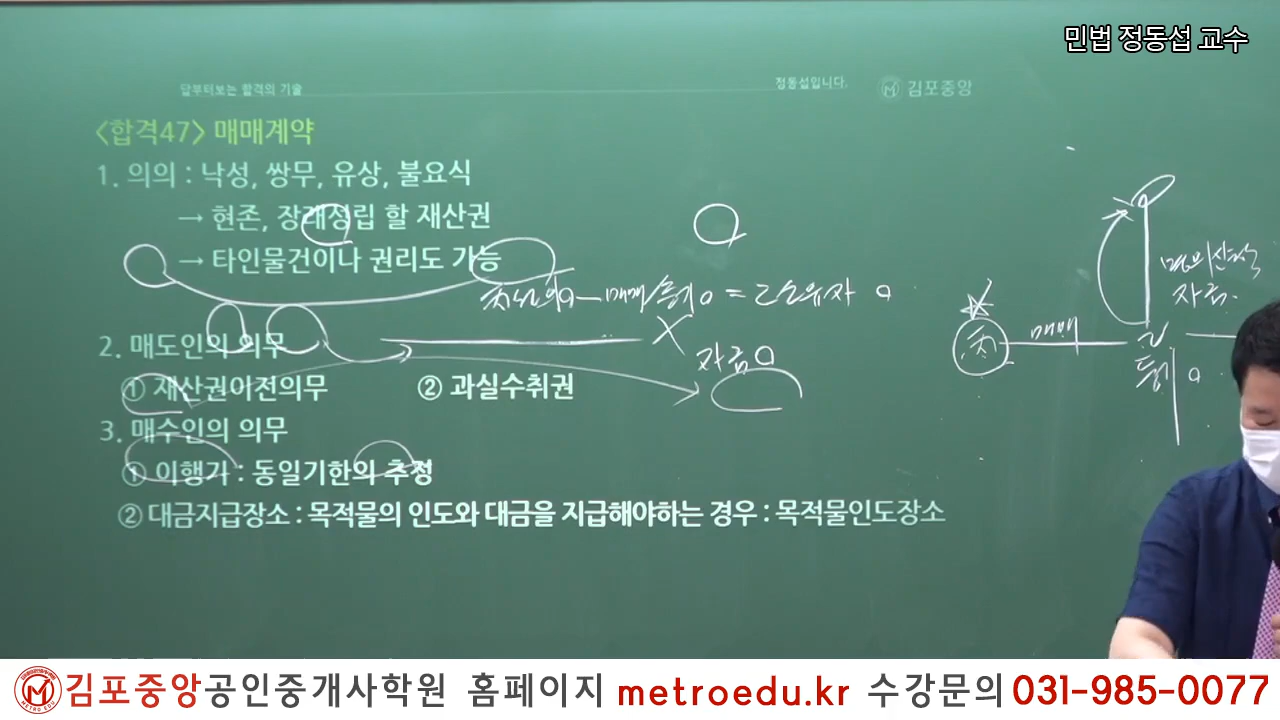 민법 정동섭 교수
답부터보는 합격의 기술
정동섭입니다.
김포중앙
<합격47> 매매계약
1. 의의 : 낙성, 쌍무, 유상, 불요식
→ 현존, 장래성립 할 재산권
→ 타인물건이나 권리도 가능
2. 매도인의 의무
① 재산권이전의무 ② 과실수취권
3. 매수인의 의무
① 이행기 : 동일기한의 추정
② 대금지급장소 : 목적물의 인도와 대금을 지급해야하는 경우 : 목적물인도장소
매매
자금
김포중앙공인중개사학원 홈페이지 metroedu.kr 수강문의 031-985-0077